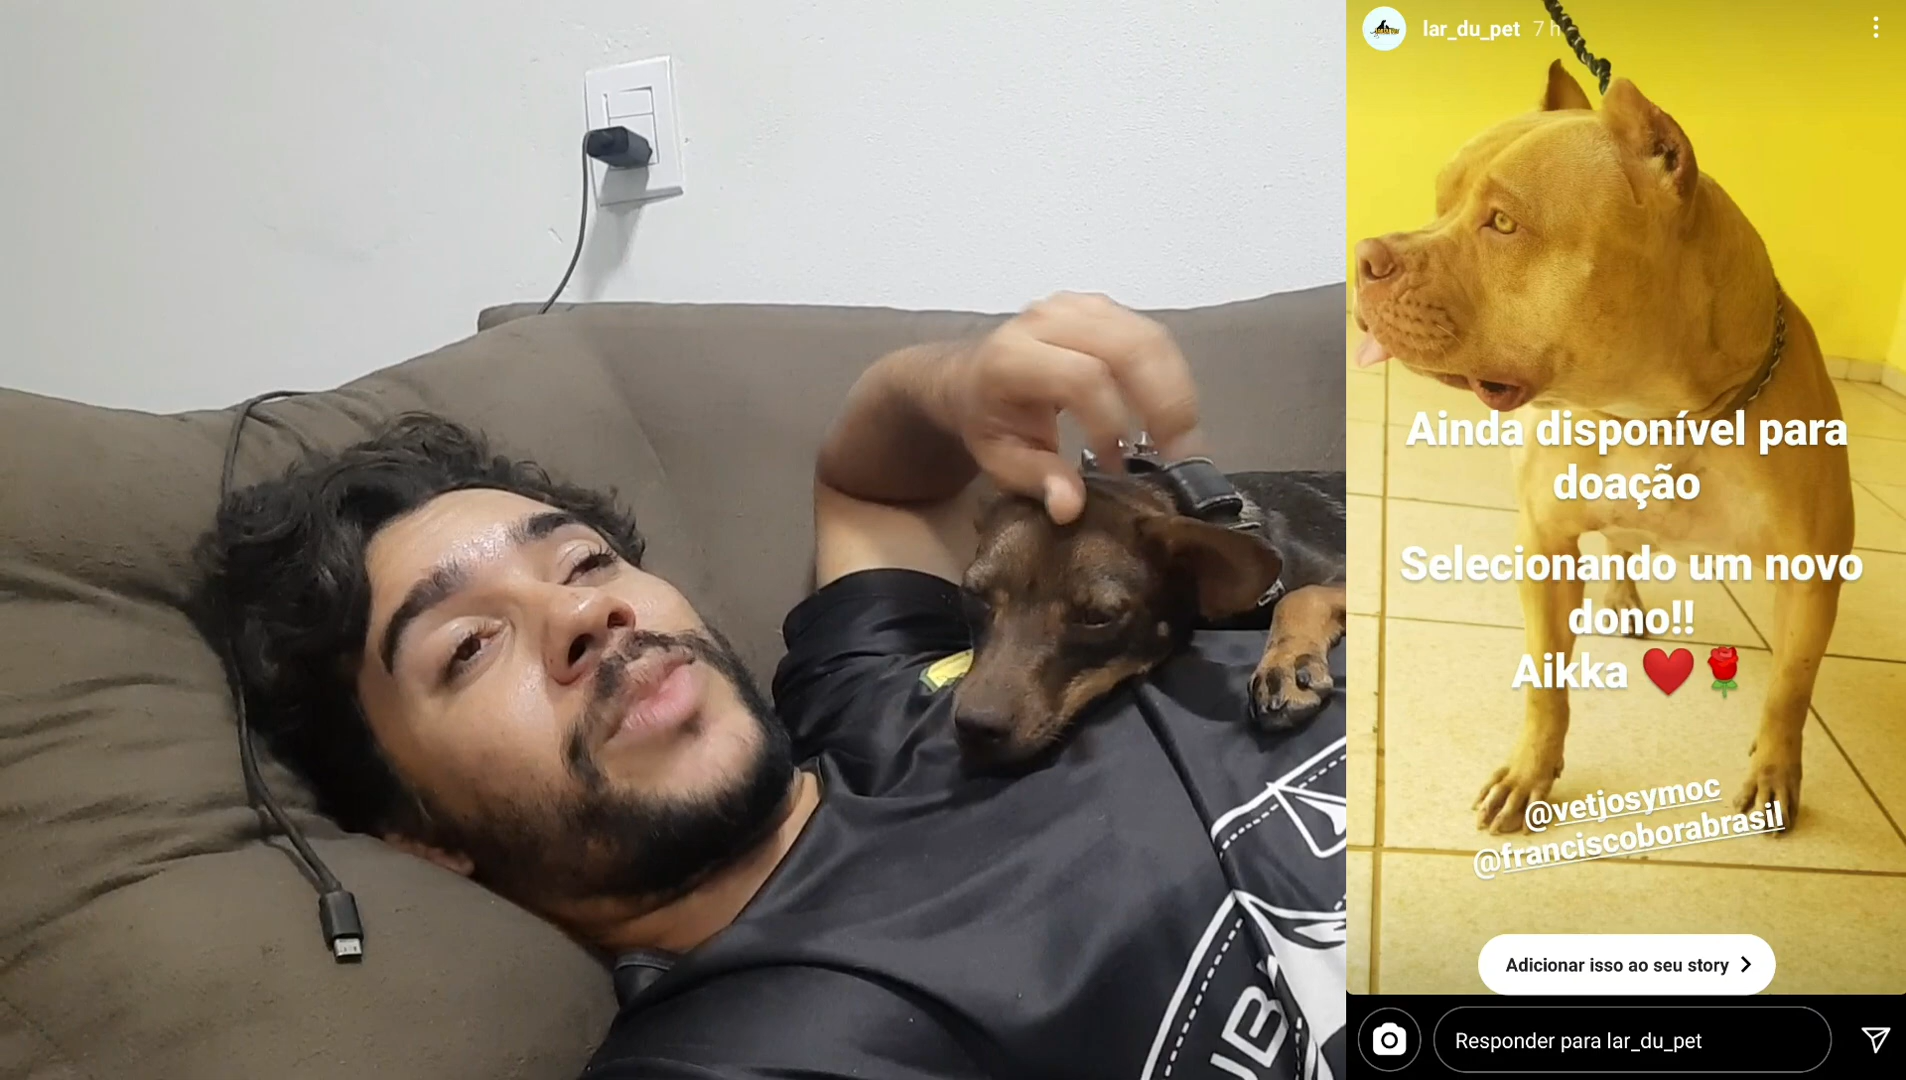 lar_du_pet 7 h
Ainda disponível para
doação
Selecionando um novo
dono!!
Aikka ❤️🌹
@vetjosymoc
@franciscoborabrasil
Adicionar isso ao seu story
Responder para lar_du_pet